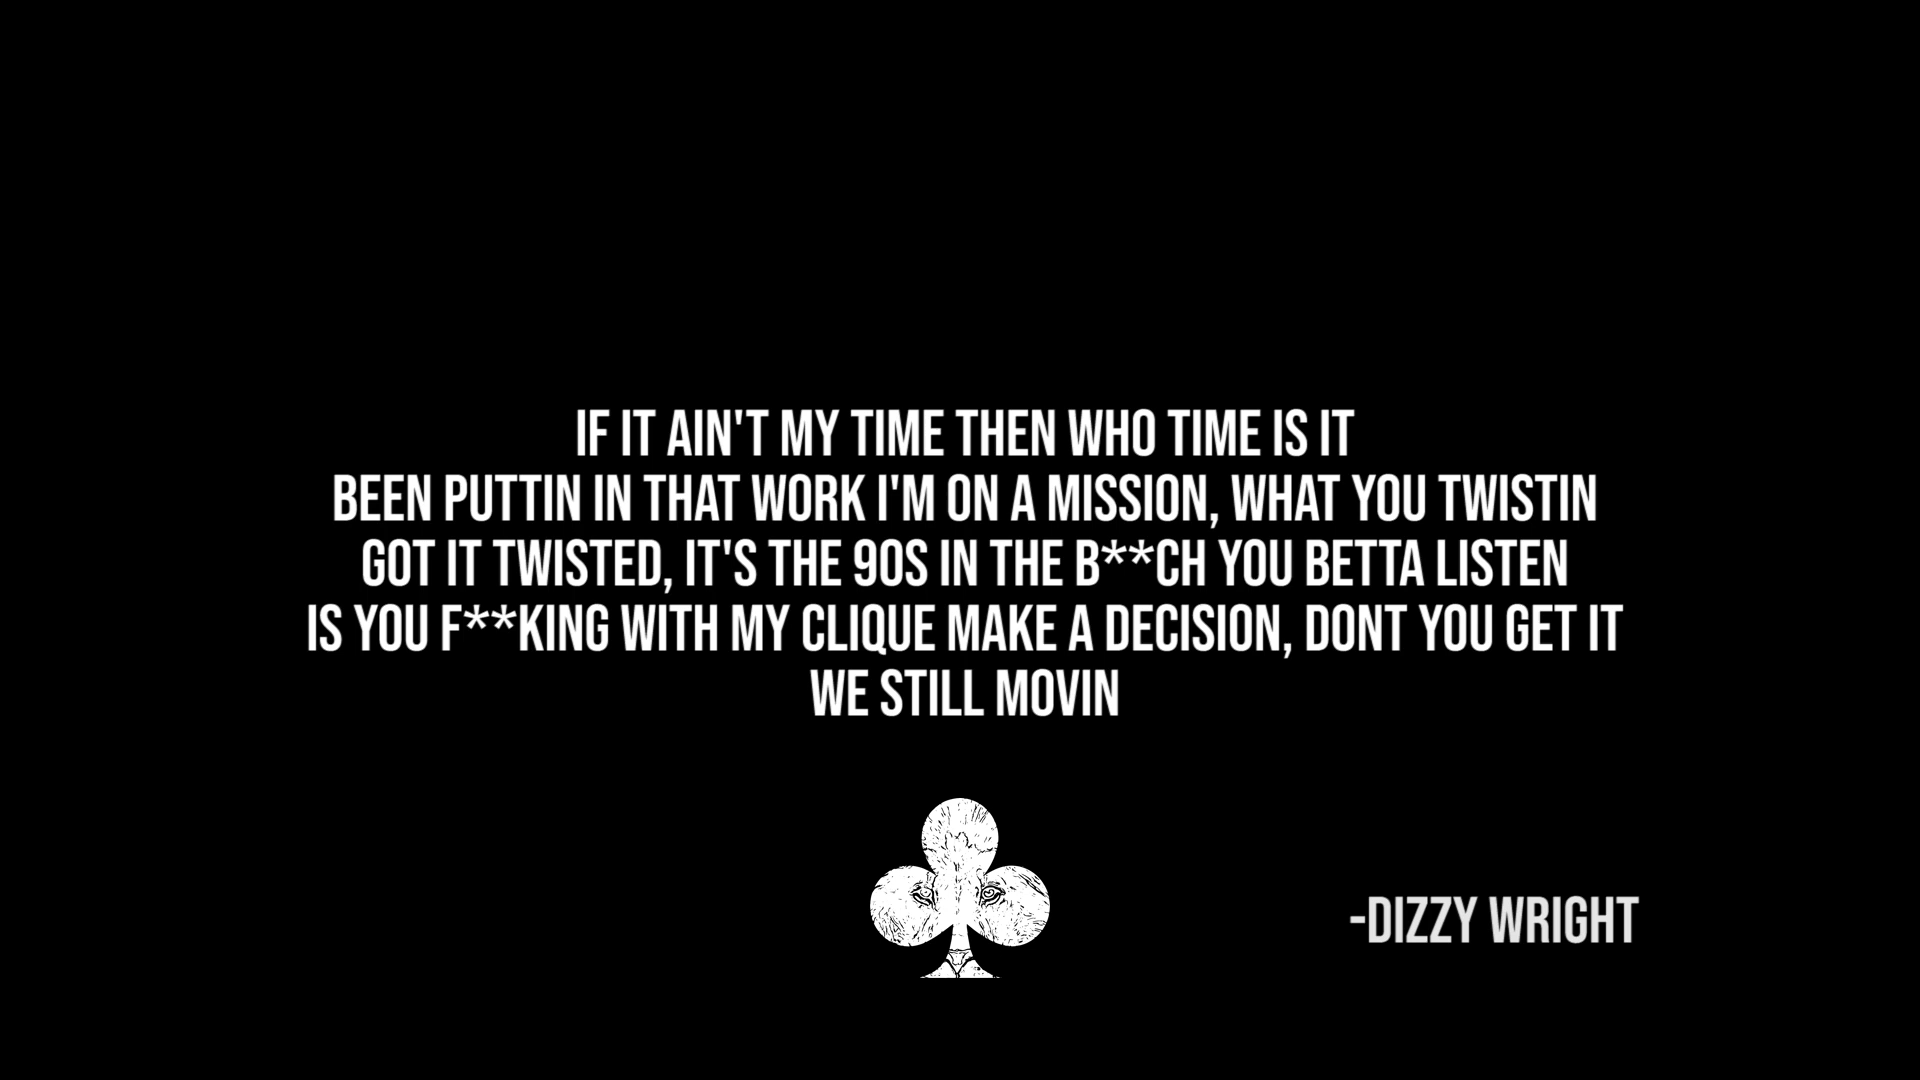 IF IT AIN'T MY TIME THEN WHO TIME IS IT
BEEN PUTTIN IN THAT WORK I'M ON A MISSION, WHAT YOU TWISTIN
GOT IT TWISTED, IT'S THE 90S IN THE B**CH YOU BETTA LISTEN
IS YOU F**KING WITH MY CLIQUE MAKE A DECISION, DONT YOU GET IT
WE STILL MOVIN
-DIZZY WRIGHT